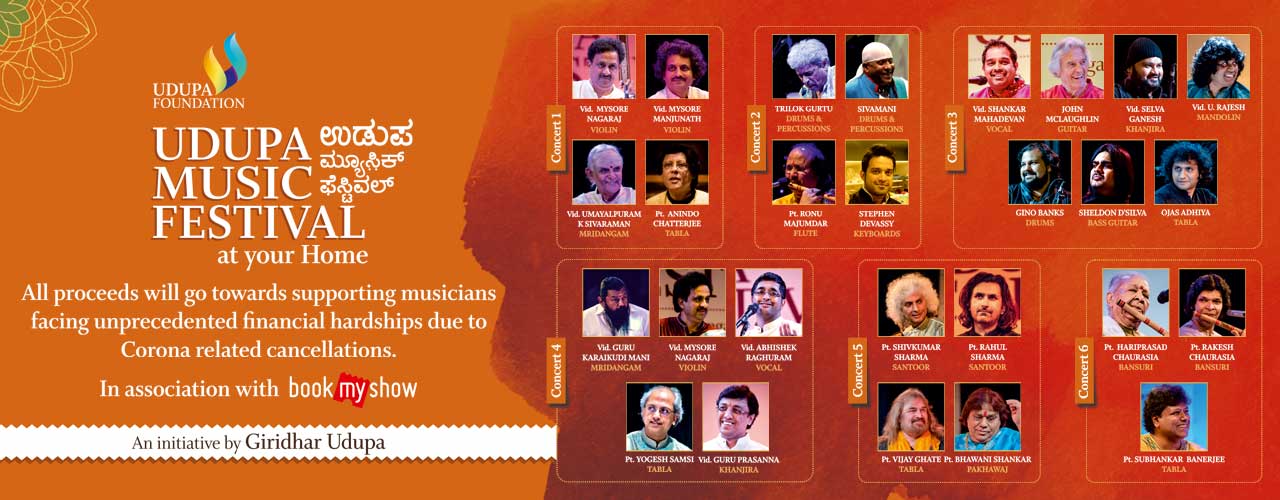 UDUPA
FOUNDATION
UDUPA
MUSIC
FESTIVAL
ಉಡುಪ
ಮ್ಯೂಸಿಕ್
ಫೆಸ್ಟಿವಲ್
at your Home
All proceeds will go towards supporting musicians
facing unprecedented financial hardships due to
Corona related cancellations.
In association with bookmyshow
An initiative by Giridhar Udupa
Concert 1
Vid. MYSORE
NAGARAJ
VIOLIN
Vid. MYSORE
MANJUNATH
VIOLIN
Vid. UMAYALPURAM
K SIVARAMAN
MRIDANGAM
Pt. ANINDO
CHATTERJEE
TABLA
Concert 2
TRILOK GURTU
DRUMS &
PERCUSSIONS
SIVAMANI
DRUMS &
PERCUSSIONS
Pt. RONU
MAJUMDAR
FLUTE
STEPHEN
DEVASSY
KEYBOARDS
Concert 3
Vid. SHANKAR
MAHADEVAN
VOCAL
JOHN
MCLAUGHLIN
GUITAR
Vid. SELVA
GANESH
KHANJIRA
Vid. U. RAJESH
MANDOLIN
GINO BANKS
DRUMS
SHELDON D'SILVA
BASS GUITAR
OJAS ADHIYA
TABLA
Concert 4
Vid. GURU
KARAIKUDI MANI
MRIDANGAM
Vid. MYSORE
NAGARAJ
VIOLIN
Vid. ABHISHEK
RAGHURAM
VOCAL
Pt. YOGESH SAMSI
TABLA
Vid. GURU PRASANNA
KHANJIRA
Concert 5
Pt. SHIVKUMAR
SHARMA
SANTOOR
Pt. RAHUL
SHARMA
SANTOOR
Pt. VIJAY GHATE
TABLA
Pt. BHAWANI SHANKAR
PAKHAWAJ
Concert 6
Pt. HARIPRASAD
CHAURASIA
BANSURI
Pt. RAKESH
CHAURASIA
BANSURI
Pt. SUBHANKAR BANERJEE
TABLA